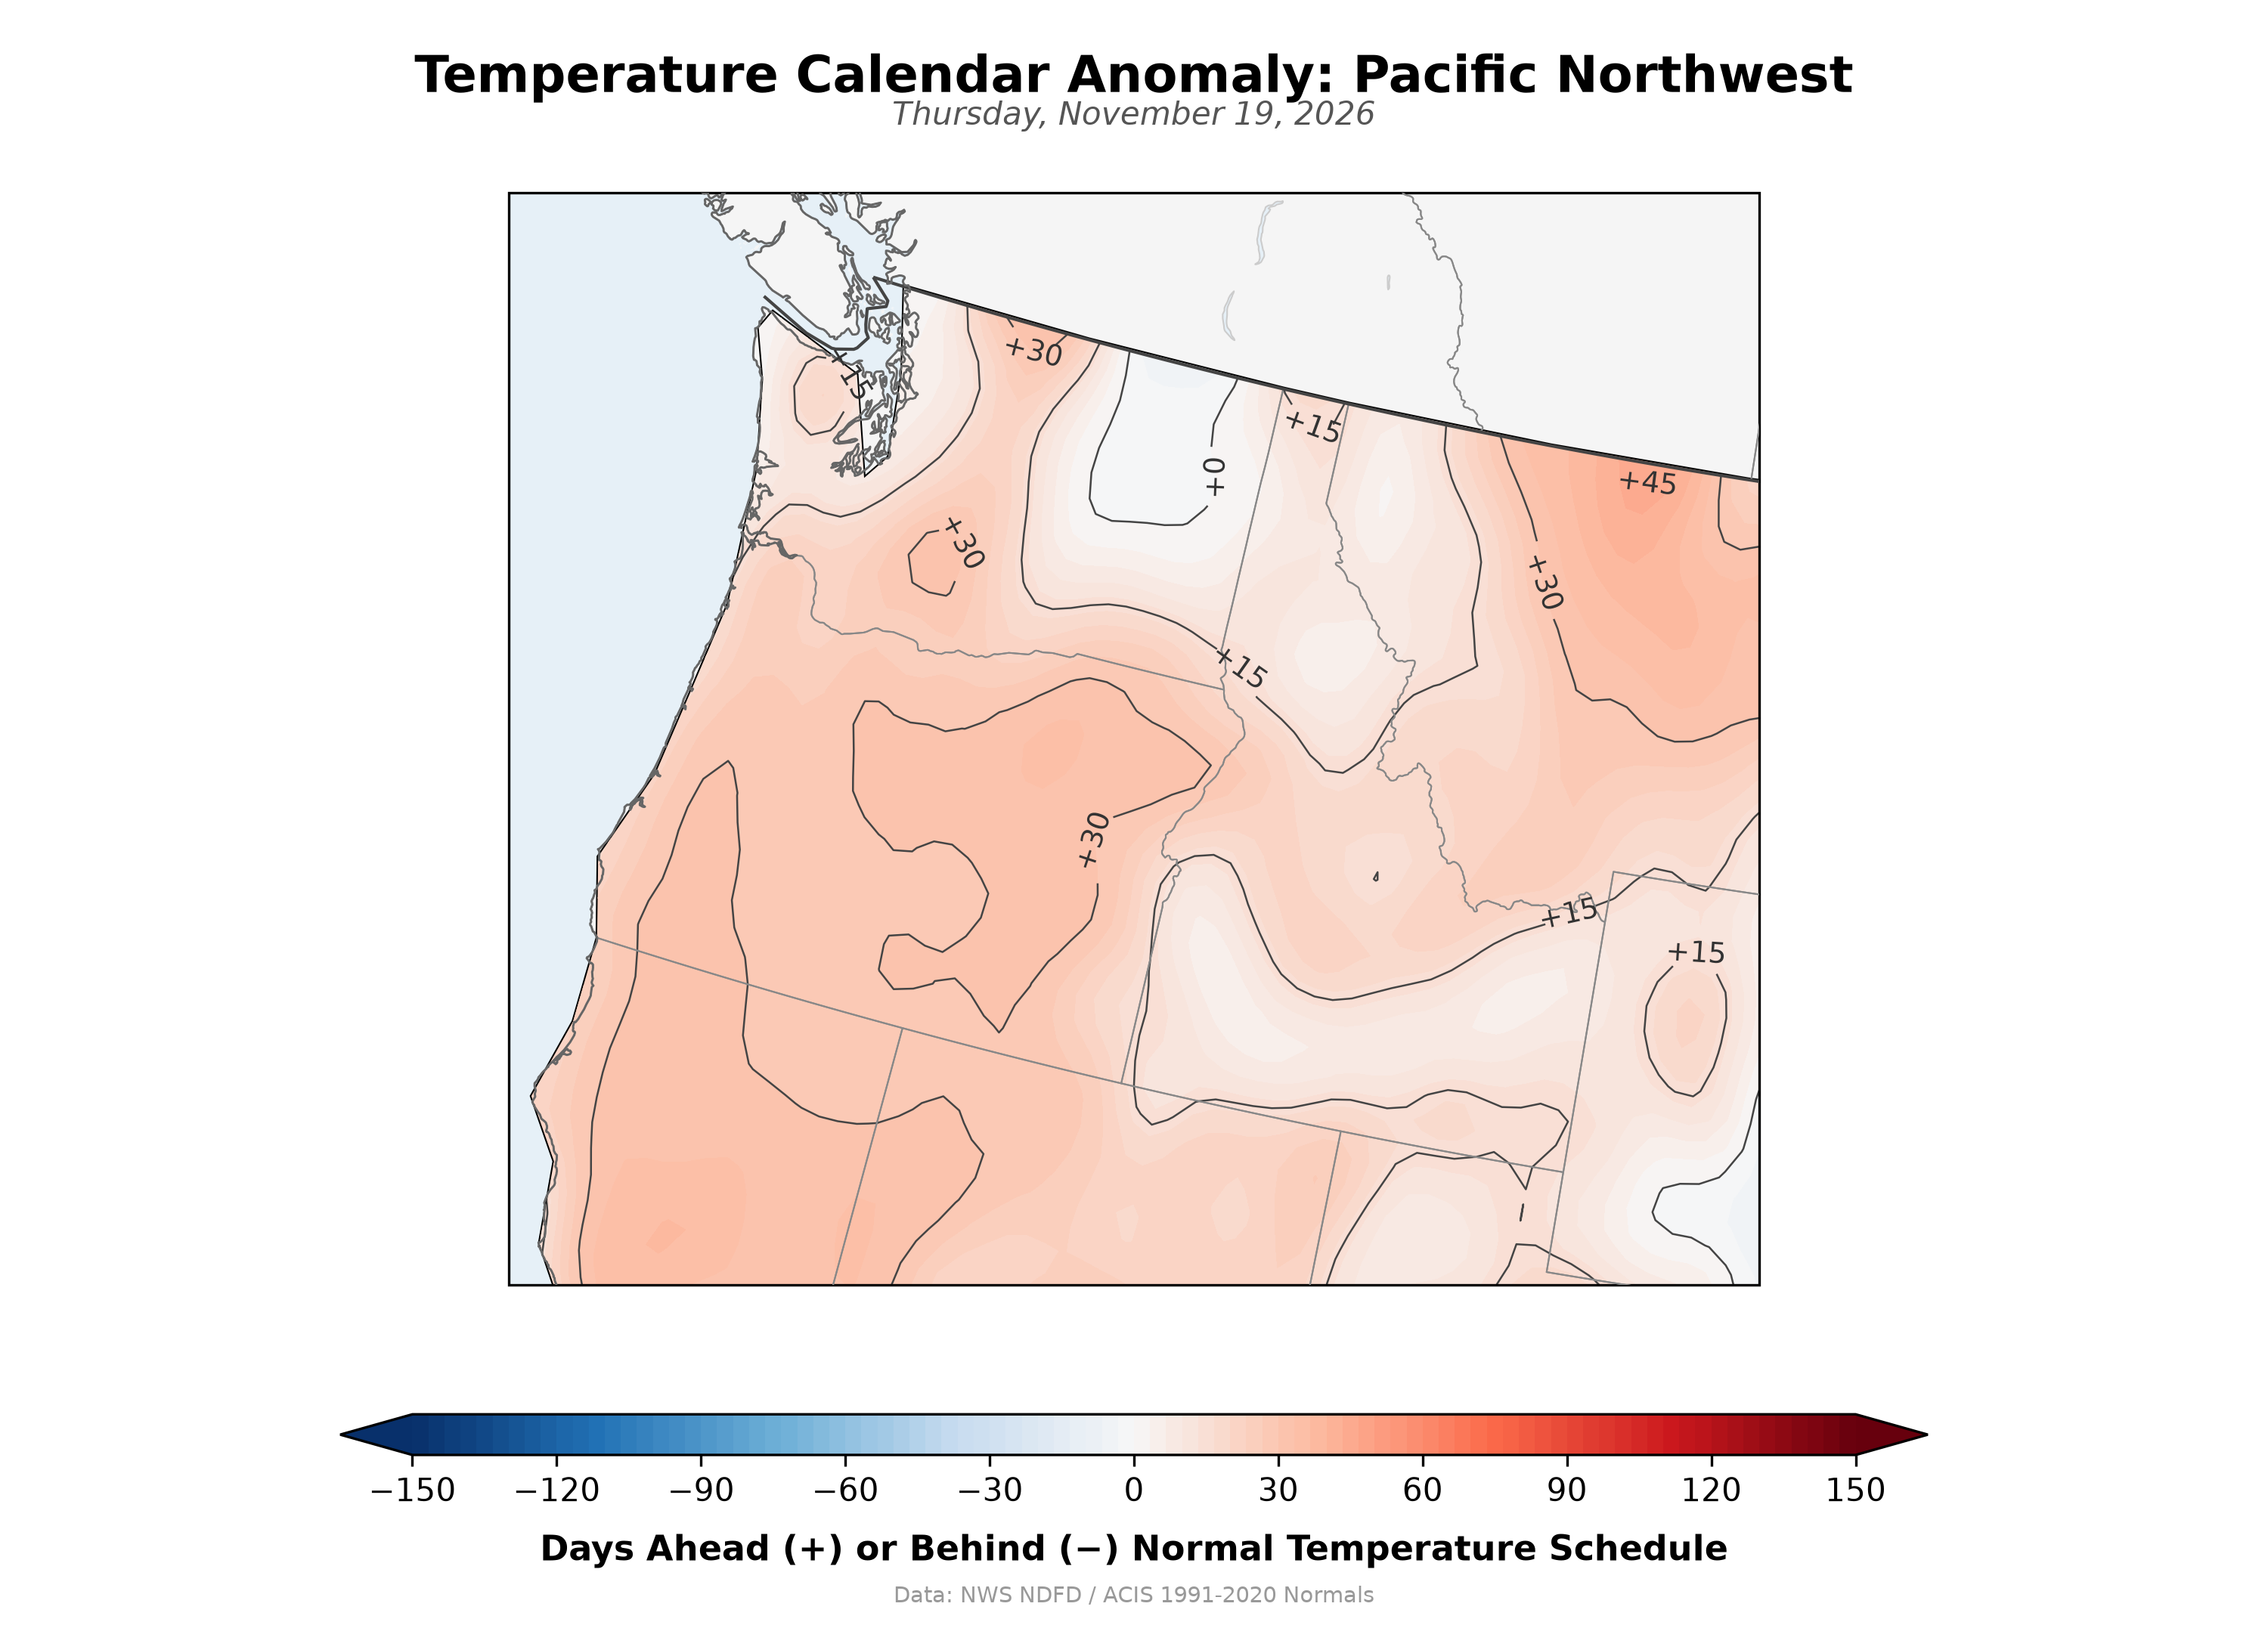 Temperature Calendar Anomaly: Pacific Northwest
Thursday, November 19, 2026
+30
+15
+15
+0
+45
+30
+30
+15
+30
+15
+15
−150 −120 −90 −60 −30 0 30 60 90 120 150
Days Ahead (+) or Behind (−) Normal Temperature Schedule
Data: NWS NDFD / ACIS 1991-2020 Normals